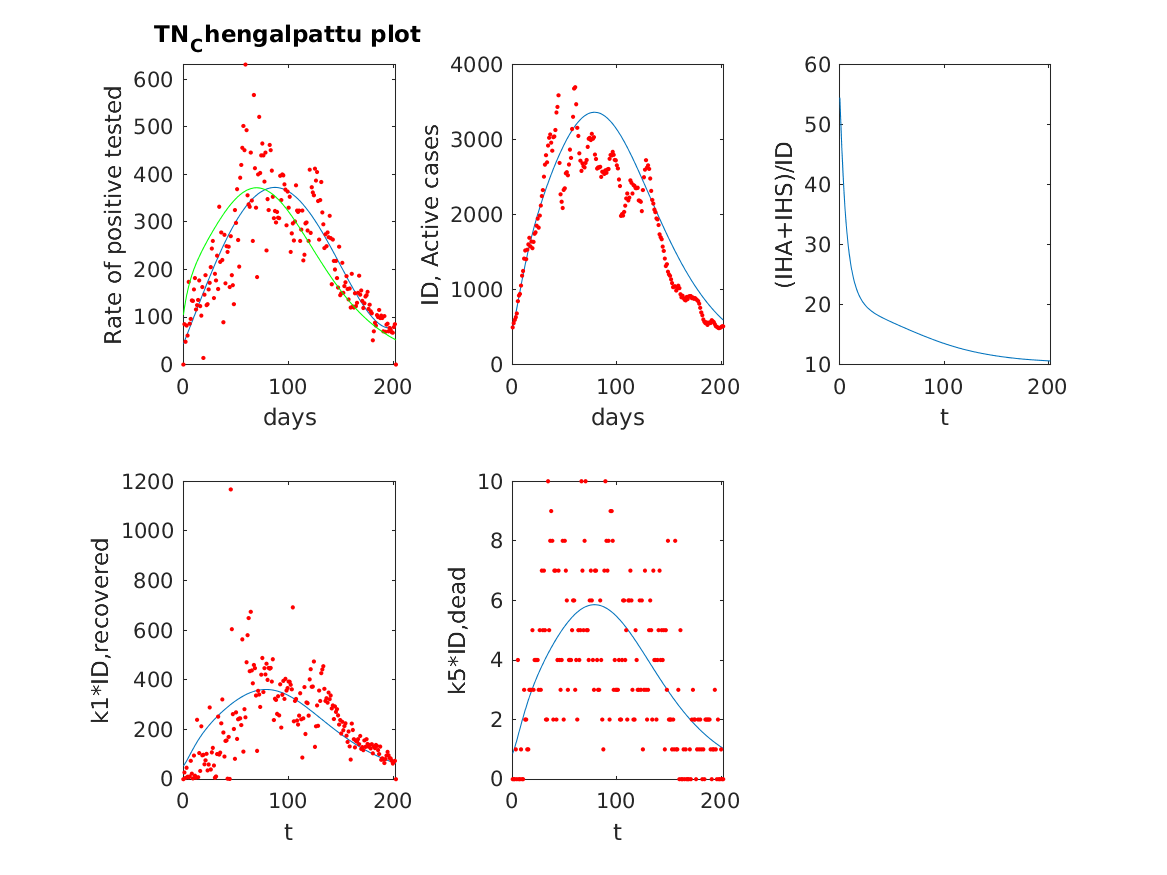 TN_Chengalpattu plot
Rate of positive tested
600
500
400
300
200
100
0
0 100 200
days
ID, Active cases
4000
3000
2000
1000
0
0 100 200
days
(IHA+IHS)/ID
60
50
40
30
20
10
0 100 200
t
k1*ID,recovered
1200
1000
800
600
400
200
0
0 100 200
t
k5*ID,dead
10
8
6
4
2
0
0 100 200
t